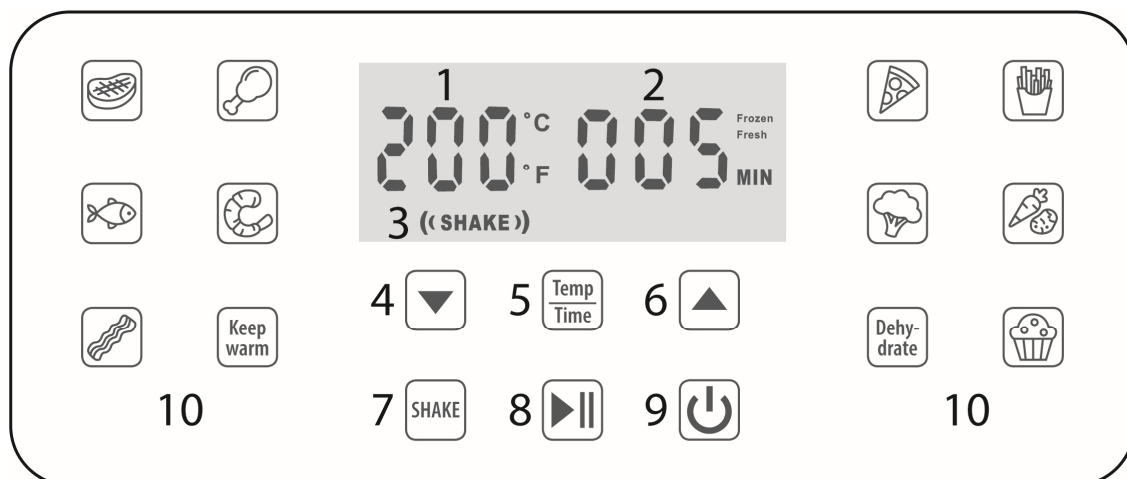 1 2
200 °C 005 Frozen
Fresh
°F MIN
3 ((SHAKE))
4 5 Temp 6
Time
Keep
warm
Dehy-
drate
7 SHAKE 8 9
10 10